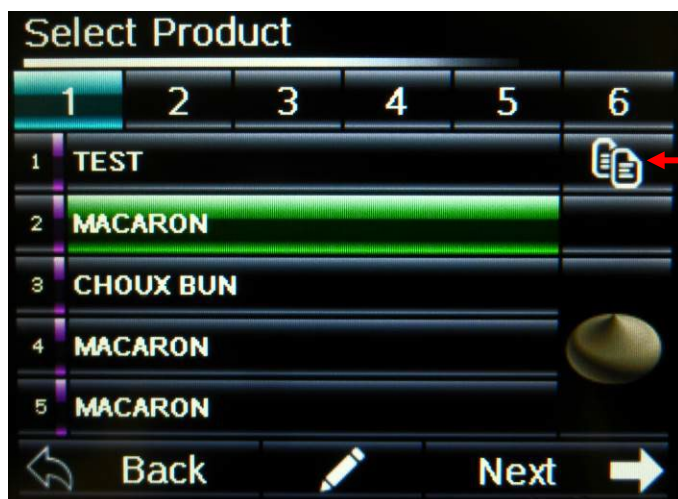 Select Product
1 2 3 4 5 6
1 TEST
2 MACARON
3 CHOUX BUN
4 MACARON
5 MACARON
Back Next